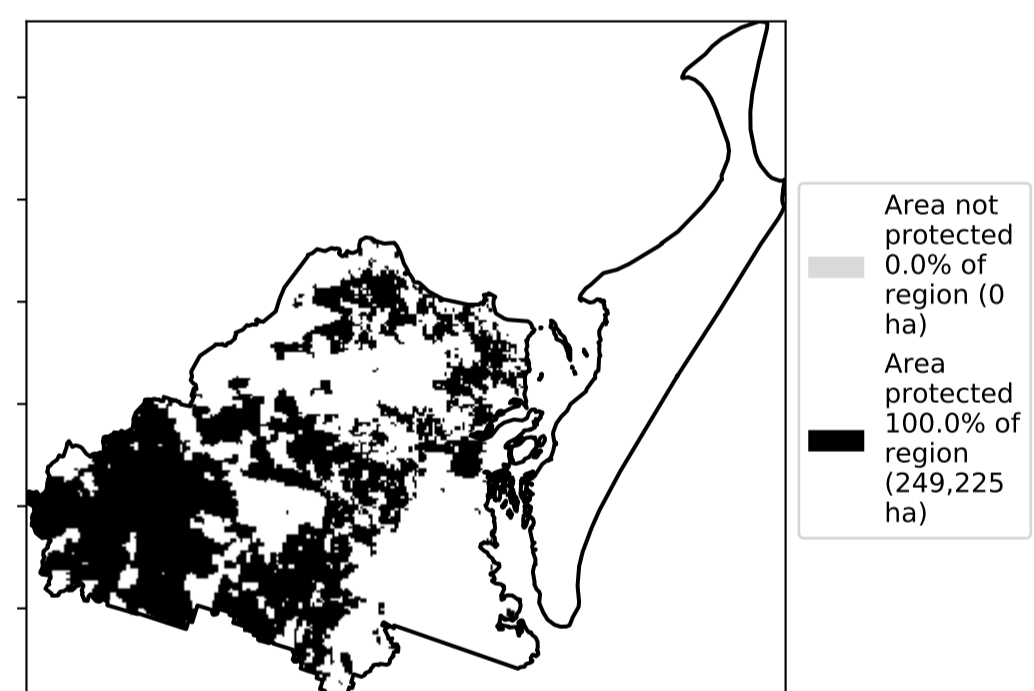 Area not
protected
0.0% of
region (0
ha)
Area
protected
100.0% of
region
(249,225
ha)